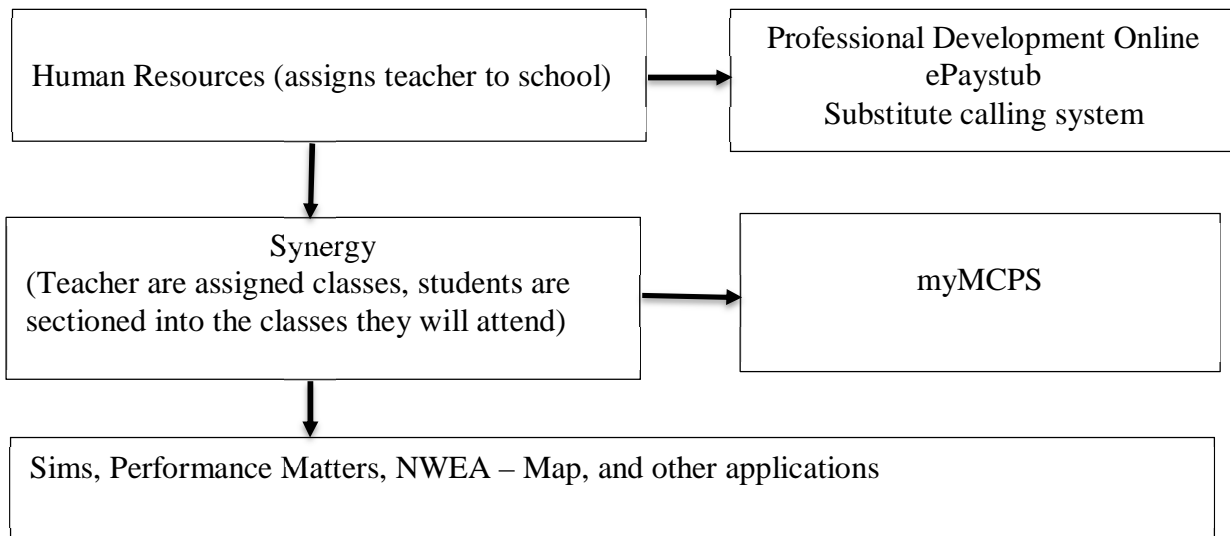 Human Resources (assigns teacher to school)
Professional Development Online
ePaystub
Substitute calling system
Synergy
(Teacher are assigned classes, students are
sectioned into the classes they will attend)
myMCPS
Sims, Performance Matters, NWEA – Map, and other applications